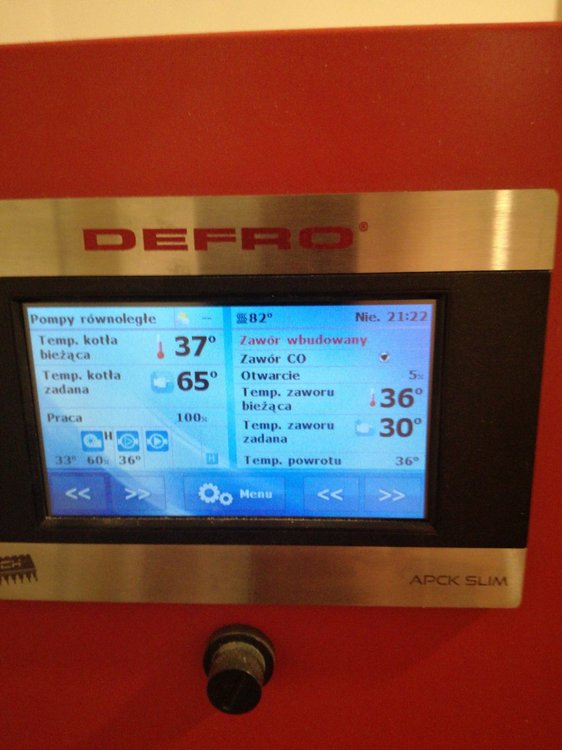 DEFRO®
Pompy równoległe --
Temp. kotła
bieżąca 37°
Temp. kotła
zadana 65°
Praca 100%
H
33° 60% 36° H
82° Nie. 21:22
Zawór wbudowany
Zawór CO
Otwarcie 5%
Temp. zaworu
bieżąca 36°
Temp. zaworu
zadana 30°
Temp. powrotu 36°
<< >> Menu << >>
APCK SLIM